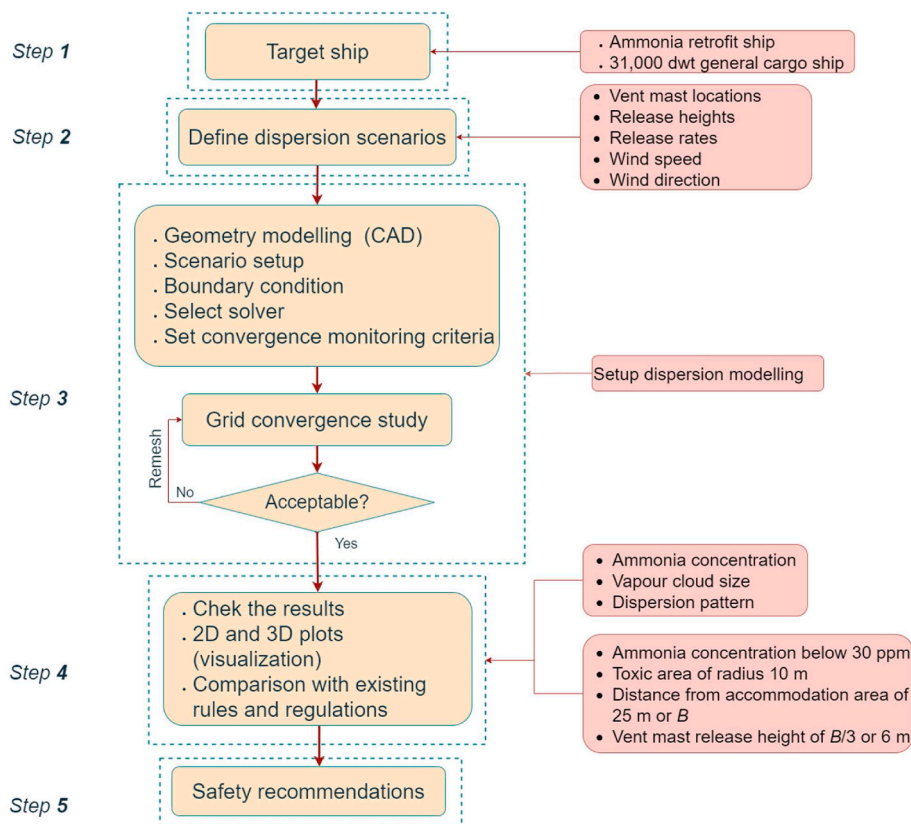 Step 1
Target ship
. Ammonia retrofit ship
. 31,000 dwt general cargo ship
Step 2
Define dispersion scenarios
• Vent mast locations
• Release heights
• Release rates
• Wind speed
• Wind direction
Step 3
. Geometry modelling (CAD)
. Scenario setup
. Boundary condition
. Select solver
. Set convergence monitoring criteria
Setup dispersion modelling
Grid convergence study
Remesh
No
Acceptable?
Yes
Step 4
. Chek the results
. 2D and 3D plots
(visualization)
. Comparison with existing
rules and regulations
• Ammonia concentration
• Vapour cloud size
• Dispersion pattern
• Ammonia concentration below 30 ppm
• Toxic area of radius 10 m
• Distance from accommodation area of
25 m or B
• Vent mast release height of B/3 or 6 m
Step 5
Safety recommendations